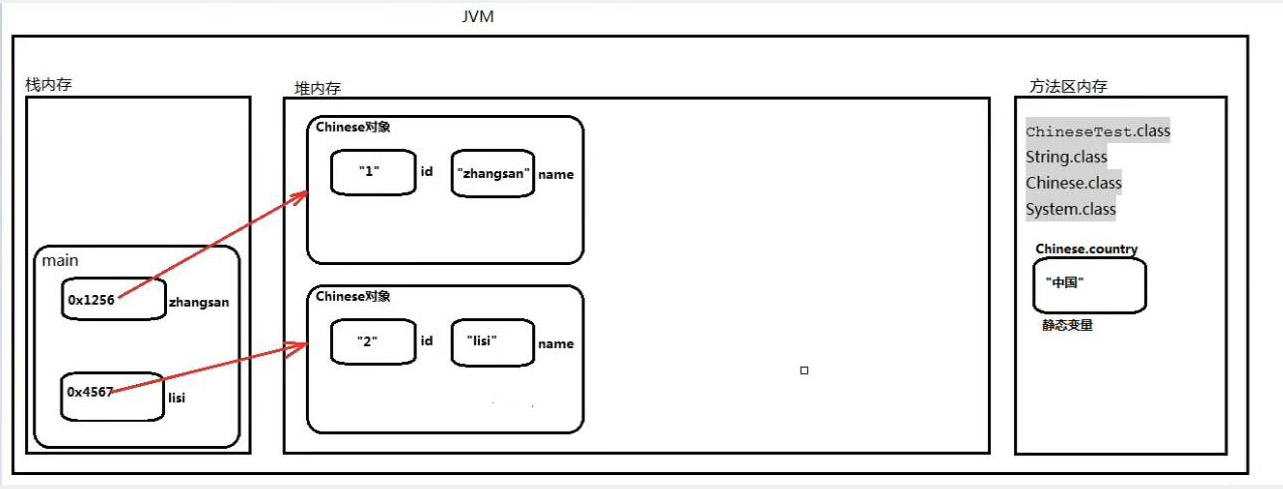 JVM
栈内存
main
0x1256
zhangsan
0x4567
lisi
堆内存
Chinese对象
"1"
id
"zhangsan"
name
Chinese对象
"2"
id
"lisi"
name
方法区内存
ChineseTest.class
String.class
Chinese.class
System.class
Chinese.country
"中国"
静态变量